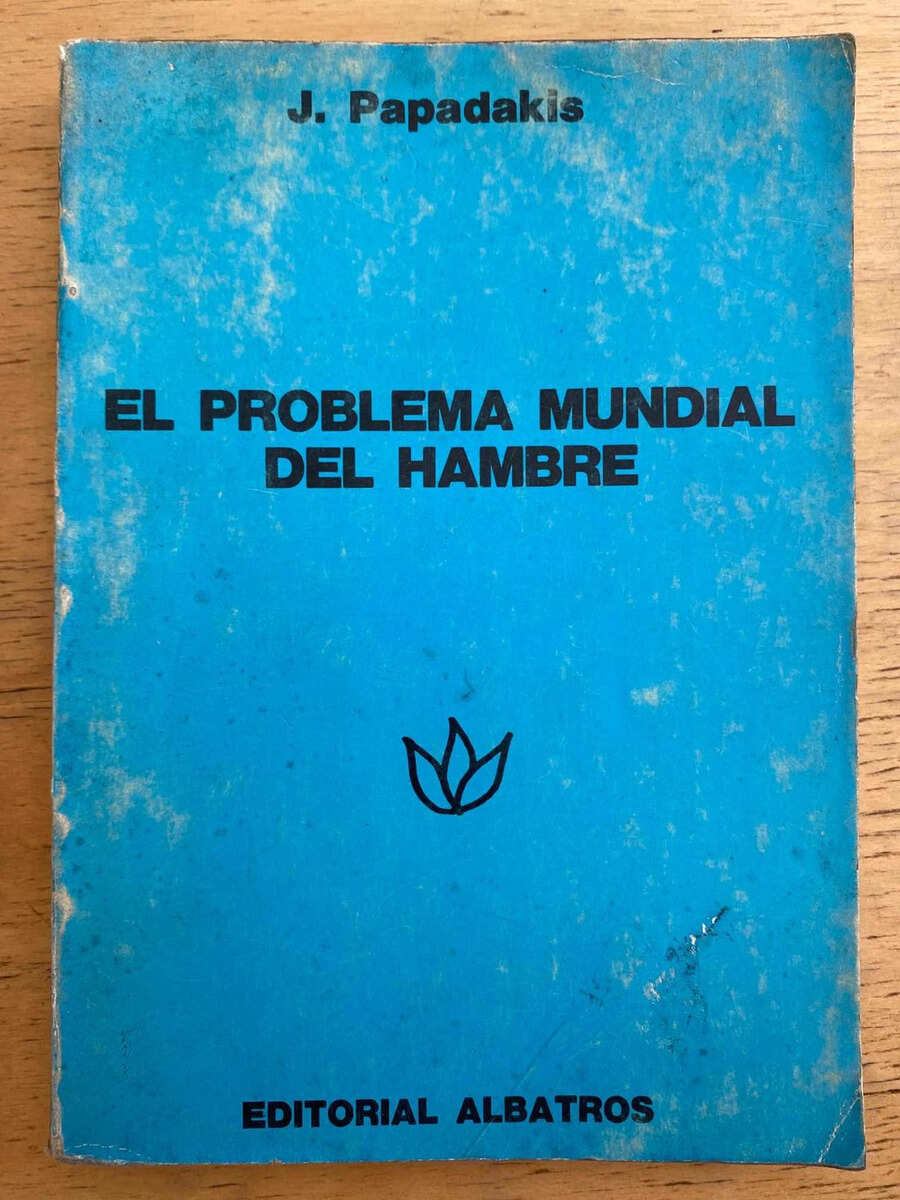 J. Papadakis
EL PROBLEMA MUNDIAL
DEL HAMBRE
EDITORIAL ALBATROS